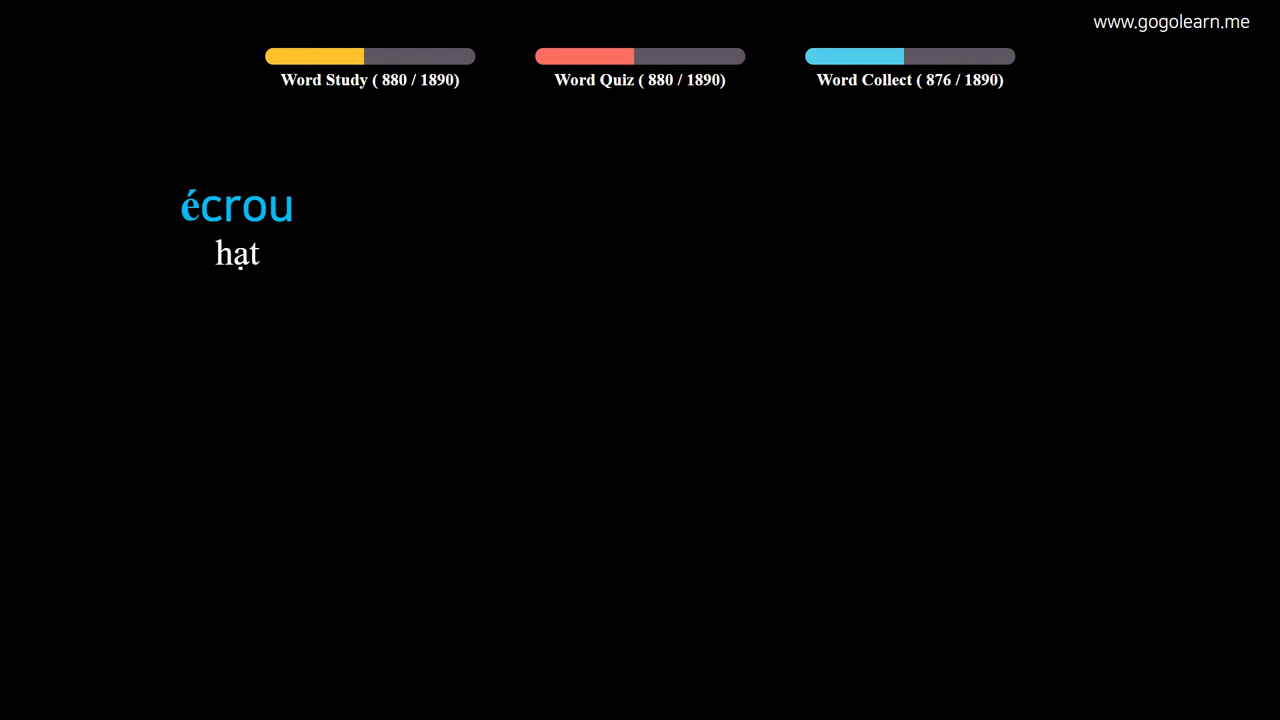 www.gogolearn.me
Word Study ( 880 / 1890)
Word Quiz ( 880 / 1890)
Word Collect ( 876 / 1890)
écrou
hạt